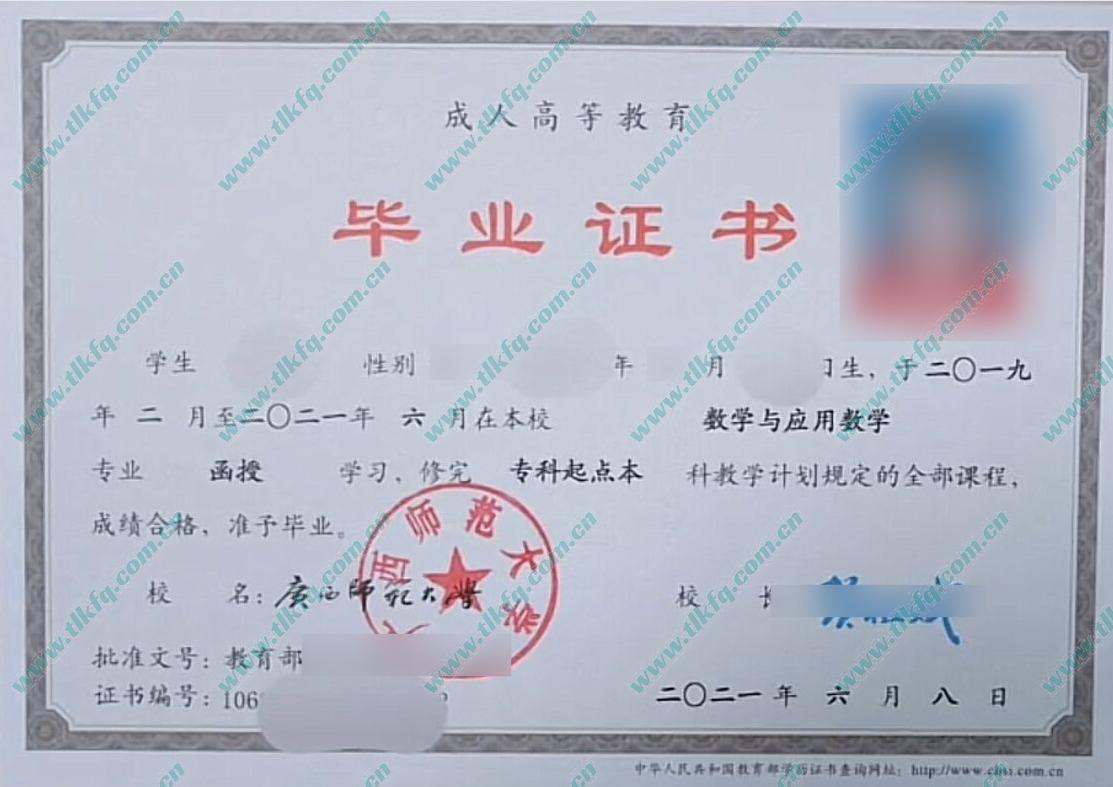 成人高等教育
毕业证书
学生 性别 年 月 日生，于二〇一九
年 二 月至二〇二一年 六 月在本校 数学与应用数学
专业 函授 学习，修完 专科起点本 科教学计划规定的全部课程，
成绩合格，准予毕业。
西师范大学
校 名：广西师范大学
校 长
批准文号：教育部
证书编号：106
二〇二一年 六 月 八 日
中华人民共和国教育部学历证书查询网址：http://www.chsi.com.cn
www.tlkfq.com.cn